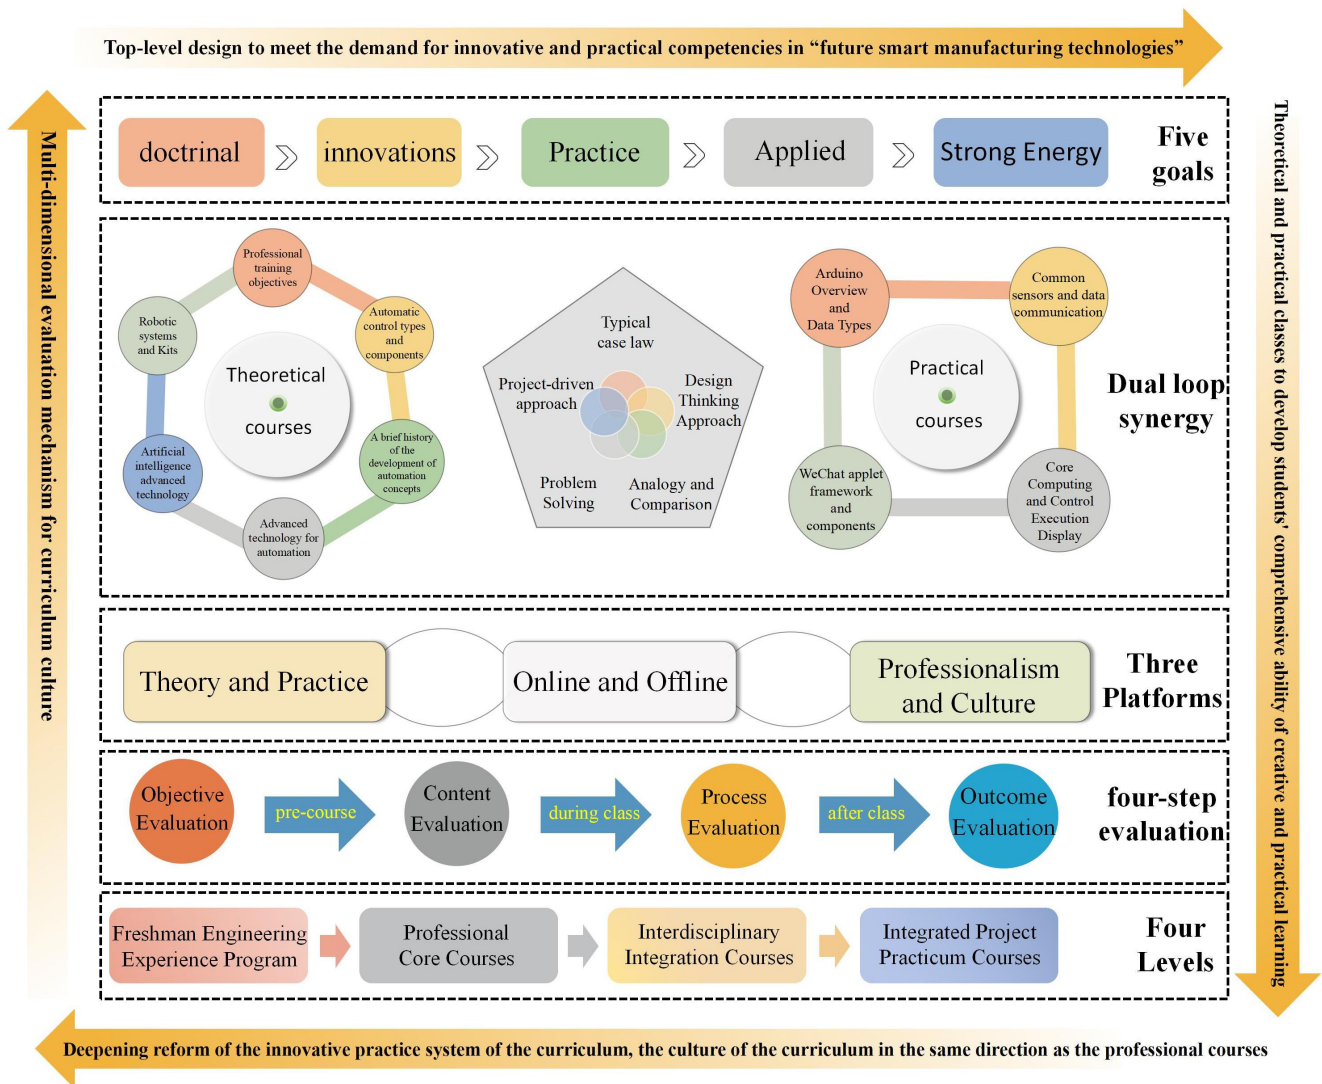 Top-level design to meet the demand for innovative and practical competencies in “future smart manufacturing technologies”
Multi-dimensional evaluation mechanism for curriculum culture
doctrinal
innovations
Practice
Applied
Strong Energy
Five
goals
Professional
training
objectives
Automatic
control types
and
components
A brief history
of the
development of
automation
concepts
Advanced
technology for
automation
Artificial
intelligence
advanced
technology
Robotic
systems
and Kits
Theoretical
courses
Typical
case law
Project-driven
approach
Design
Thinking
Approach
Problem
Solving
Analogy and
Comparison
Arduino
Overview
and
Data Types
Common
sensors and data
communication
Practical
courses
WeChat applet
framework
and
components
Core
Computing
and Control
Execution
Display
Dual loop
synergy
Theory and Practice
Online and Offline
Professionalism
and Culture
Three
Platforms
Objective
Evaluation
pre-course
Content
Evaluation
during class
Process
Evaluation
after class
Outcome
Evaluation
four-step
evaluation
Freshman Engineering
Experience Program
Professional
Core Courses
Interdisciplinary
Integration Courses
Integrated Project
Practicum Courses
Four
Levels
Theoretical and practical classes to develop students' comprehensive ability of creative and practical learning
Deepening reform of the innovative practice system of the curriculum, the culture of the curriculum in the same direction as the professional courses